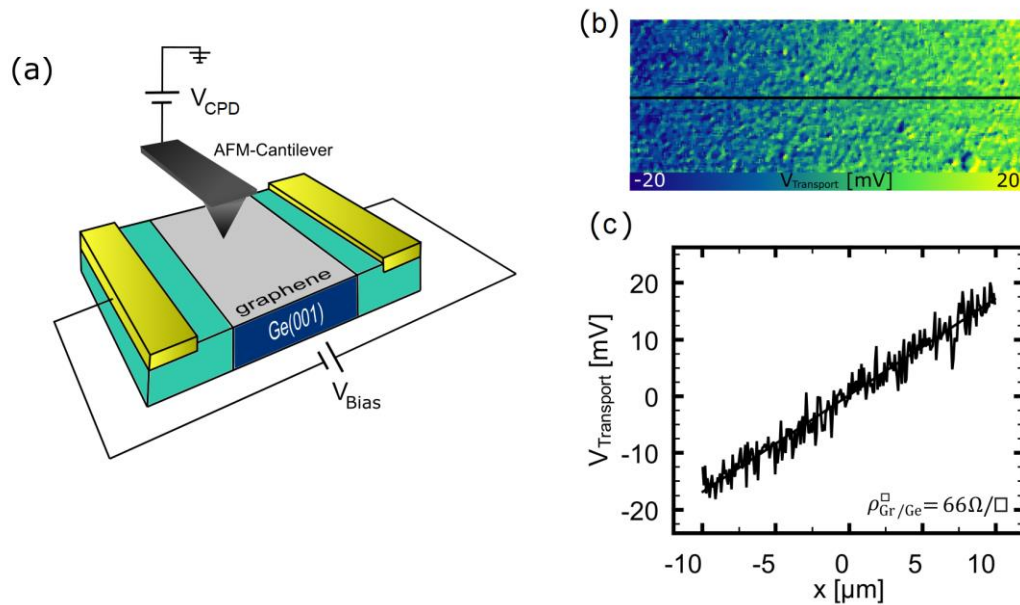 (a)
V_CPD
AFM-Cantilever
graphene
Ge(001)
V_Bias
(b)
-20 V_Transport [mV] 20
(c)
V_Transport [mV]
20
10
0
-10
-20
ρ^□_Gr/Ge = 66Ω/□
-10 -5 0 5 10
x [μm]